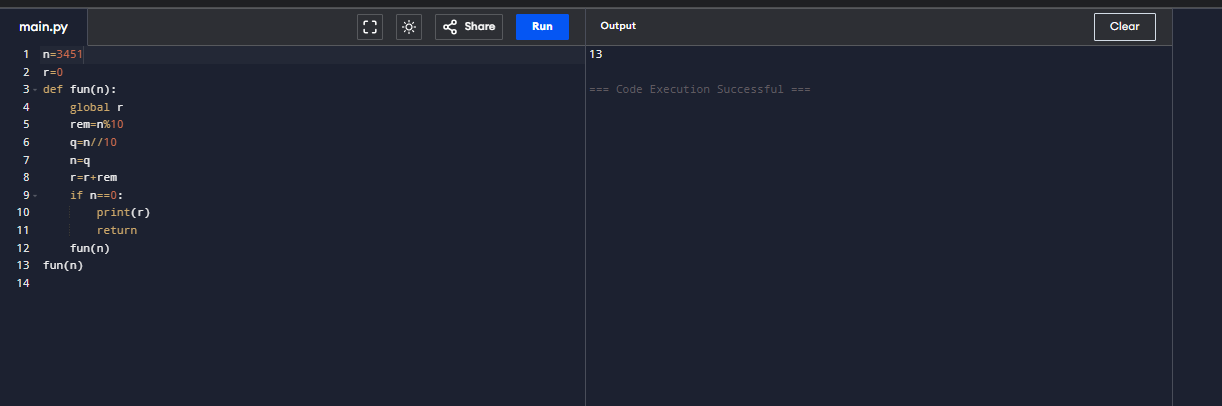 main.py Share Run Output Clear
1 n=3451
2 r=0
3 def fun(n):
4     global r
5     rem=n%10
6     q=n//10
7     n=q
8     r=r+rem
9     if n==0:
10         print(r)
11         return
12     fun(n)
13 fun(n)
14
13
=== Code Execution Successful ===